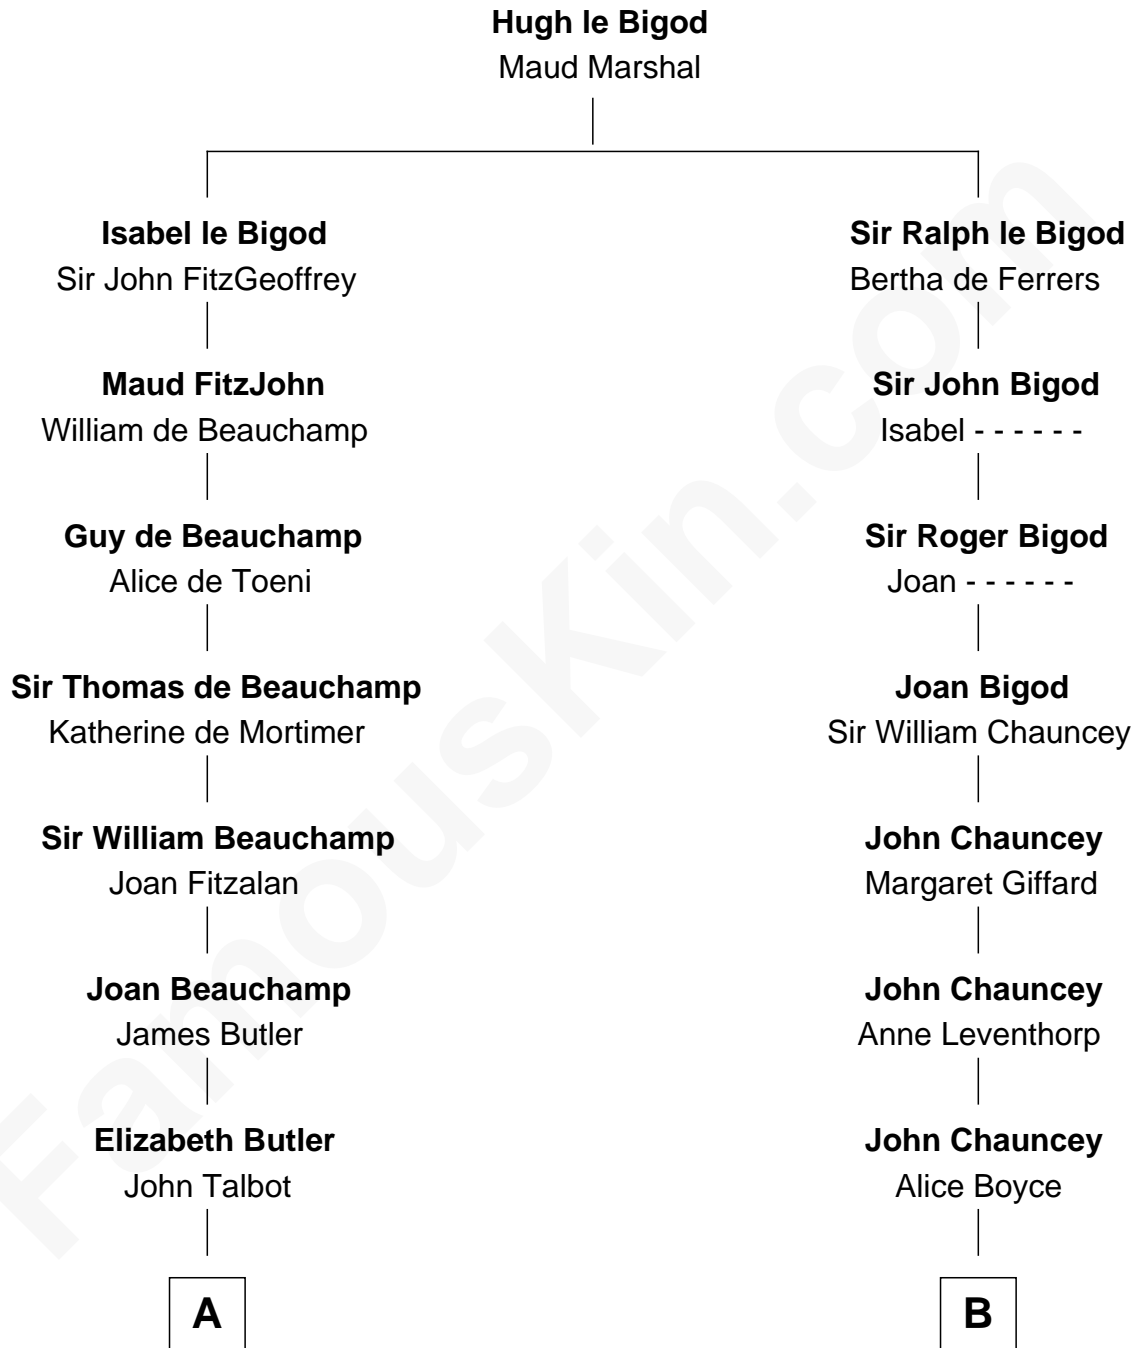 Hugh le Bigod
Maud Marshal
Isabel le Bigod
Sir John FitzGeoffrey
Maud FitzJohn
William de Beauchamp
Guy de Beauchamp
Alice de Toeni
Sir Thomas de Beauchamp
Katherine de Mortimer
Sir William Beauchamp
Joan Fitzalan
Joan Beauchamp
James Butler
Elizabeth Butler
John Talbot
A
Sir Ralph le Bigod
Bertha de Ferrers
Sir John Bigod
Isabel - - - - - -
Sir Roger Bigod
Joan - - - - - -
Joan Bigod
Sir William Chauncey
John Chauncey
Margaret Giffard
John Chauncey
Anne Leventhorp
John Chauncey
Alice Boyce
B
FamousKin.com